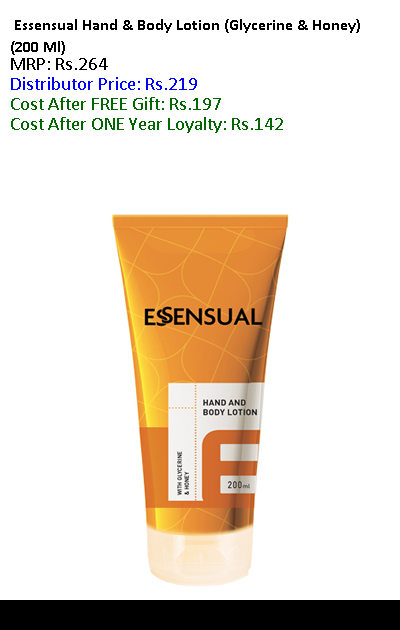 Essensual Hand & Body Lotion (Glycerine & Honey)
(200 Ml)
MRP: Rs.264
Distributor Price: Rs.219
Cost After FREE Gift: Rs.197
Cost After ONE Year Loyalty: Rs.142
ESSENSUAL
HAND AND
BODY LOTION
WITH GLYCERINE
& HONEY
200ml